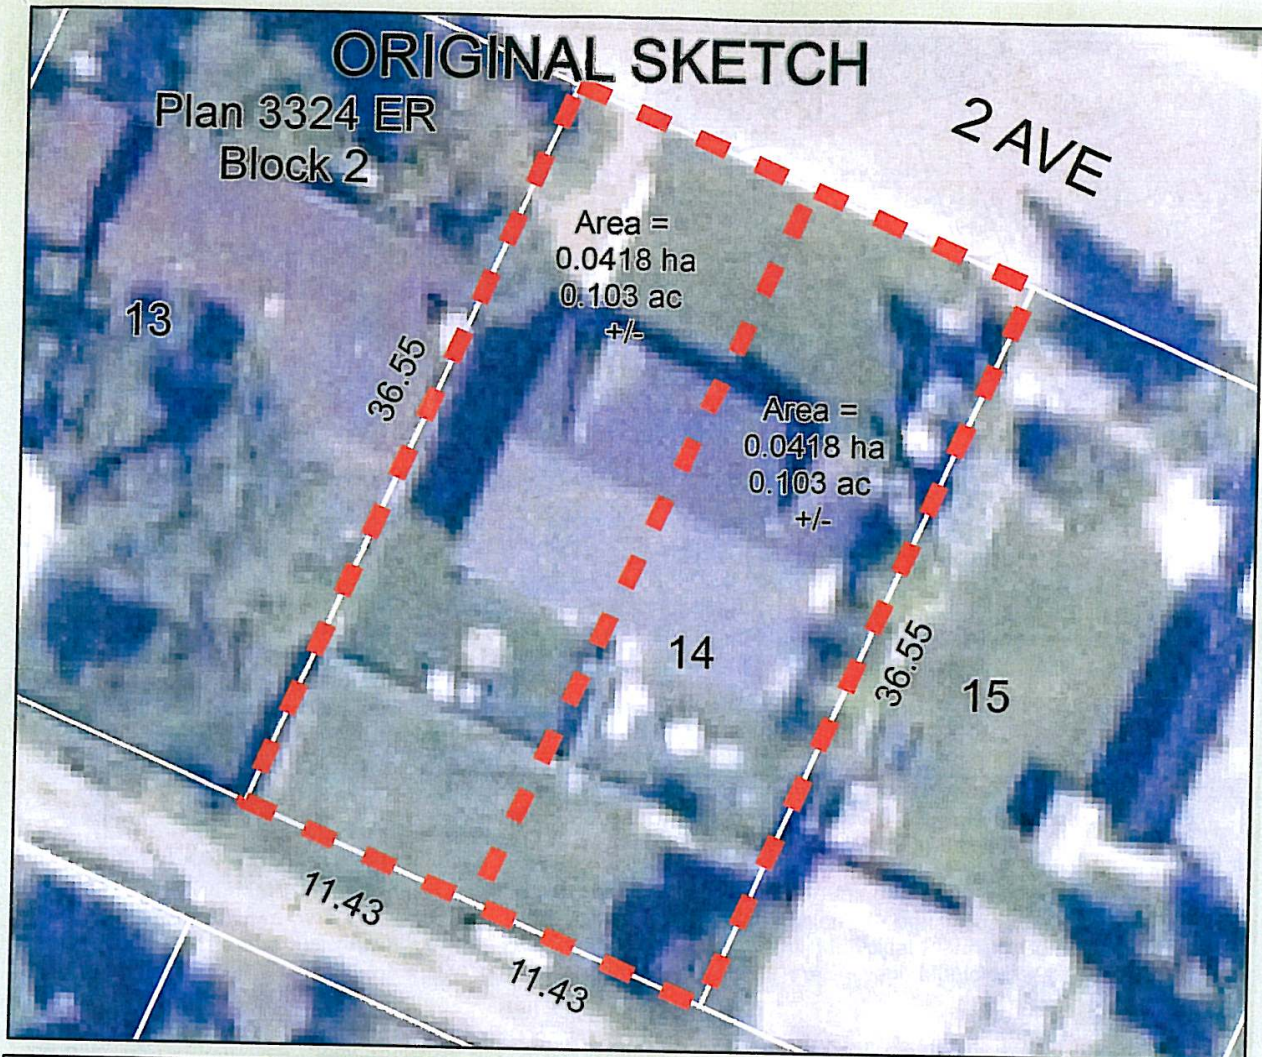 ORIGINAL SKETCH
Plan 3324 ER
Block 2
2 AVE
Area =
0.0418 ha
0.103 ac
+/-
13
36.55
Area =
0.0418 ha
0.103 ac
+/-
14
36.55
15
11.43
11.43